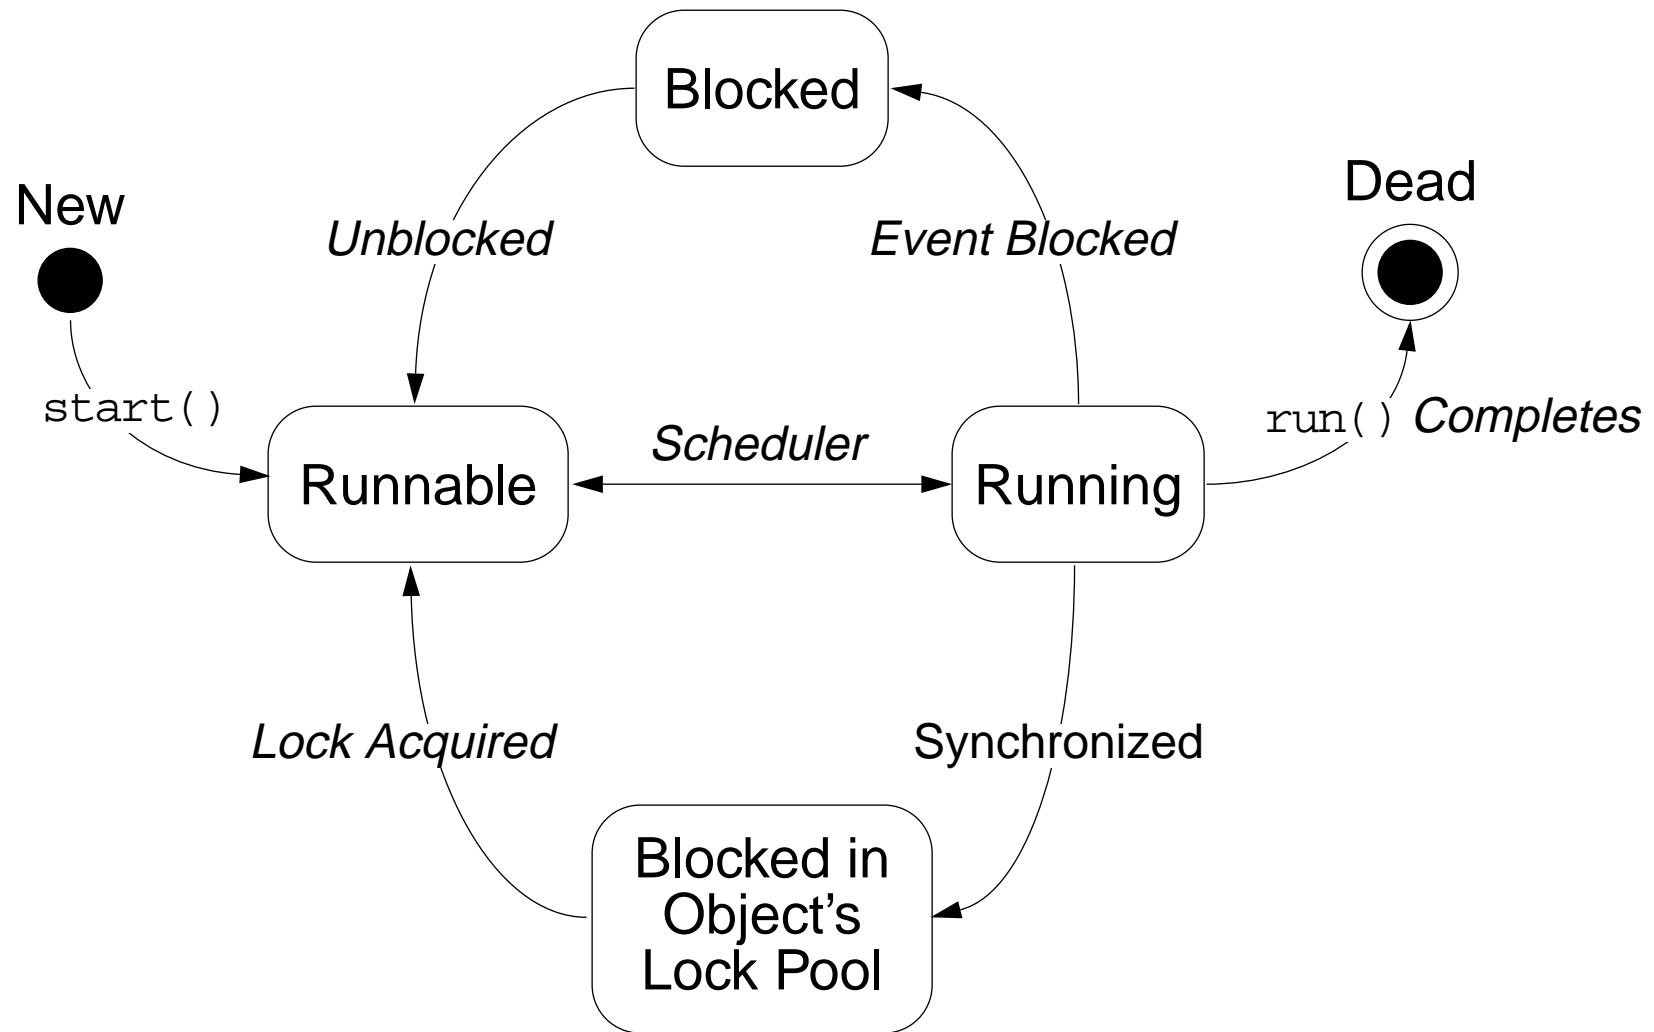 Blocked
New
Dead
Unblocked
Event Blocked
start()
run() Completes
Scheduler
Runnable
Running
Lock Acquired
Synchronized
Blocked in
Object’s
Lock Pool